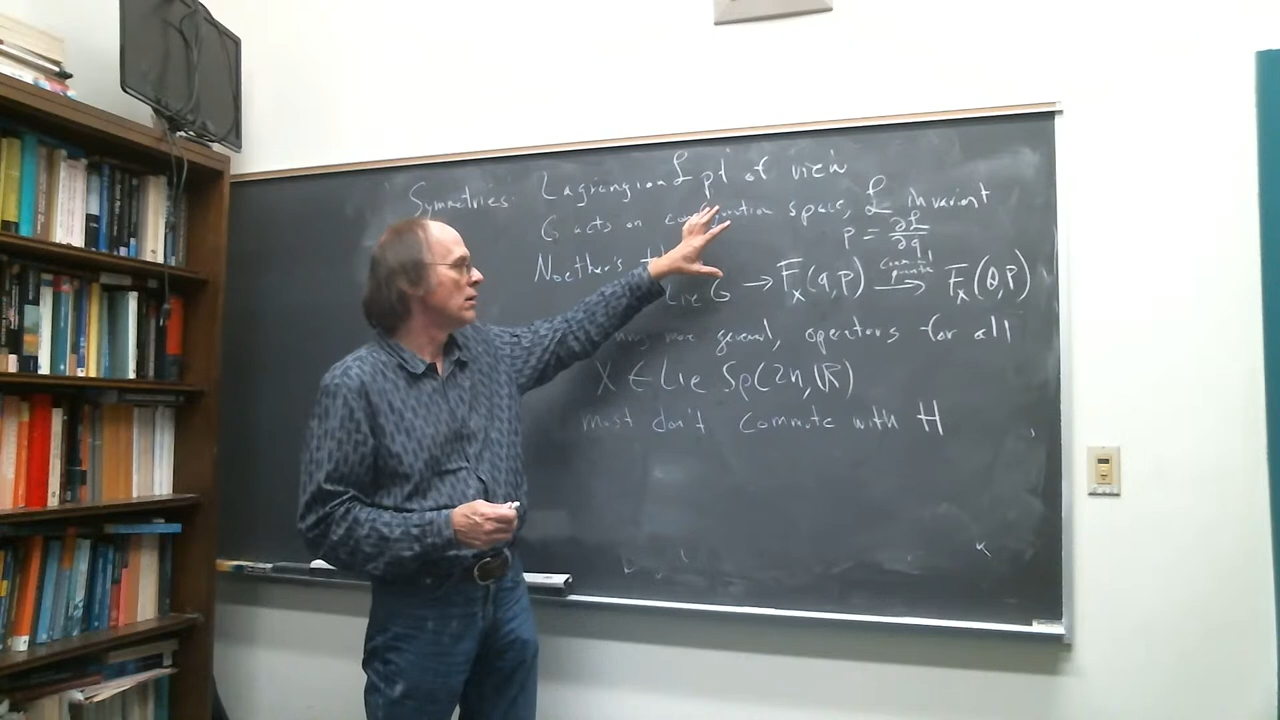 Symmetries: Lagrangian L pt of view
G acts on configuration space, L invariant
p = ∂L/∂q̇
Noether's
Lie G → F_X(q,p) → F_X(Q,P)
more general, operators for all
X ∈ Lie Sp(2n,R)
most don't commute with H